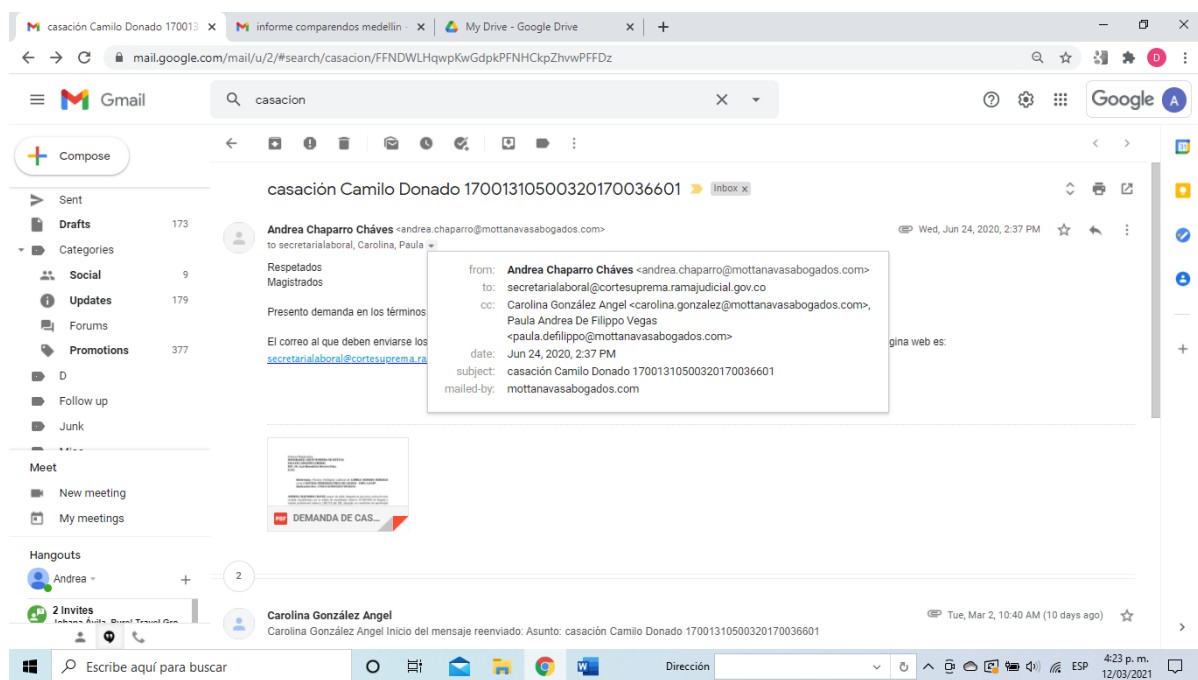 casación Camilo Donado 170013
informe comparendos medellin -
My Drive - Google Drive
mail.google.com/mail/u/2/#search/casacion/FFNDWLHqwpKwGdpkPFNHCkpZhvwPFFDz
D
Gmail
casacion
Google
A
Compose
casación Camilo Donado 17001310500320170036601
Inbox x
Sent
Drafts 173
Categories
Social 9
Updates 179
Forums
Promotions 377
D
Follow up
Junk
Meet
New meeting
My meetings
Hangouts
Andrea
2 Invites
Andrea Chaparro Cháves <andrea.chaparro@mottanavasabogados.com>
Wed, Jun 24, 2020, 2:37 PM
to secretarialaboral, Carolina, Paula
Respetados
Magistrados
Presento demanda en los términos
El correo al que deben enviarse los
gina web es:
secretarialaboral@cortesuprema.ra
from: Andrea Chaparro Cháves <andrea.chaparro@mottanavasabogados.com>
to: secretarialaboral@cortesuprema.ramajudicial.gov.co
cc: Carolina González Angel <carolina.gonzalez@mottanavasabogados.com>,
Paula Andrea De Filippo Vegas
<paula.defilippo@mottanavasabogados.com>
date: Jun 24, 2020, 2:37 PM
subject: casación Camilo Donado 17001310500320170036601
mailed-by: mottanavasabogados.com
PDF DEMANDA DE CAS...
2
Carolina González Angel
Tue, Mar 2, 10:40 AM (10 days ago)
Carolina González Angel Inicio del mensaje reenviado: Asunto: casación Camilo Donado 17001310500320170036601
Escribe aquí para buscar
Dirección
ESP
4:23 p. m.
12/03/2021